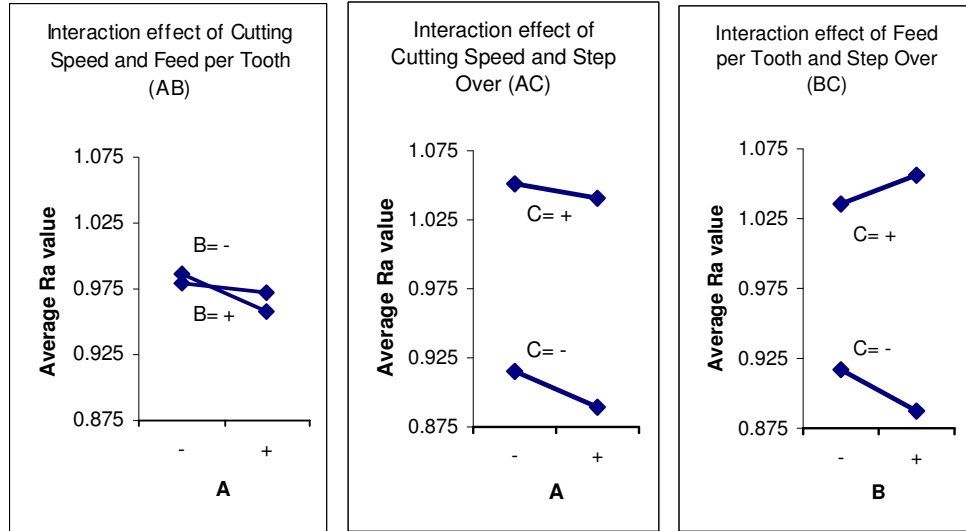 Interaction effect of Cutting
Speed and Feed per Tooth
(AB)
Average Ra value
1.075
1.025
0.975
0.925
0.875
B= -
B= +
- +
A
Interaction effect of
Cutting Speed and Step
Over (AC)
Average Ra value
1.075
1.025
0.975
0.925
0.875
C= +
C= -
- +
A
Interaction effect of Feed
per Tooth and Step Over
(BC)
Average Ra value
1.075
1.025
0.975
0.925
0.875
C= +
C= -
- +
B